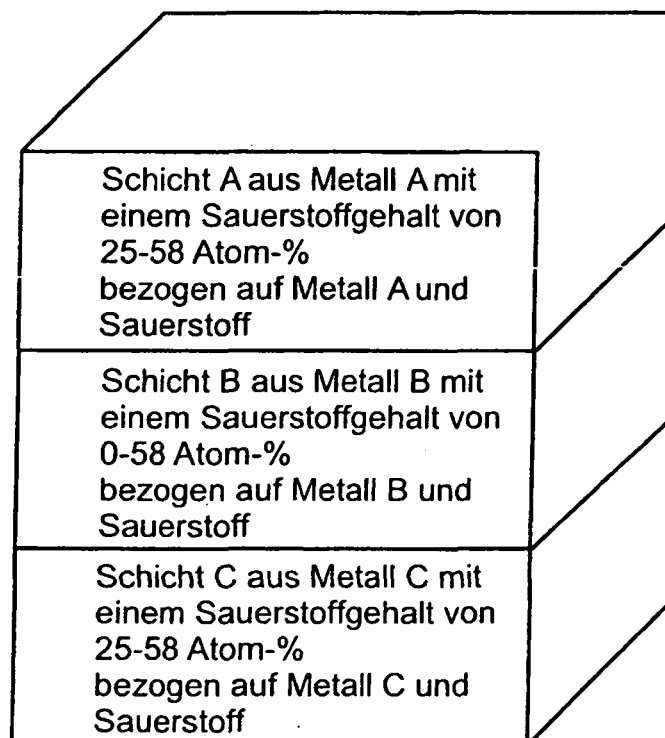 Schicht A aus Metall A mit
einem Sauerstoffgehalt von
25-58 Atom-%
bezogen auf Metall A und
Sauerstoff
Schicht B aus Metall B mit
einem Sauerstoffgehalt von
0-58 Atom-%
bezogen auf Metall B und
Sauerstoff
Schicht C aus Metall C mit
einem Sauerstoffgehalt von
25-58 Atom-%
bezogen auf Metall C und
Sauerstoff